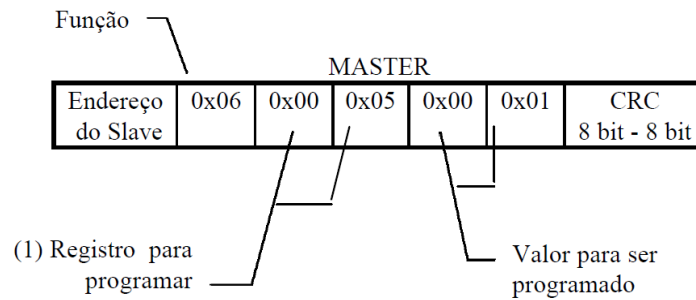 Função
MASTER
Endereço do Slave
0x06
0x00
0x05
0x00
0x01
CRC
8 bit - 8 bit
(1) Registro para
programar
Valor para ser
programado